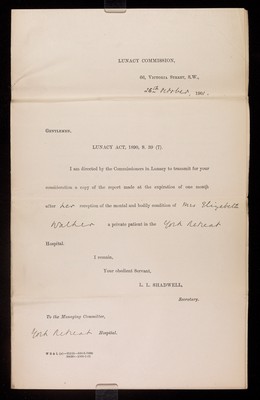 LUNACY COMMISSION,
66, VICTORIA STREET, S.W.,
26th October, 1901.
GENTLEMEN,
LUNACY ACT, 1890, S. 39 (7).
I am directed by the Commissioners in Lunacy to transmit for your
consideration a copy of the report made at the expiration of one month
after her reception of the mental and bodily condition of Mrs Elizabeth
Walker a private patient in the York Retreat
Hospital.
I remain,
Your obedient Servant,
L. L. SHADWELL,
Secretary.
To the Managing Committee,
York Retreat Hospital.